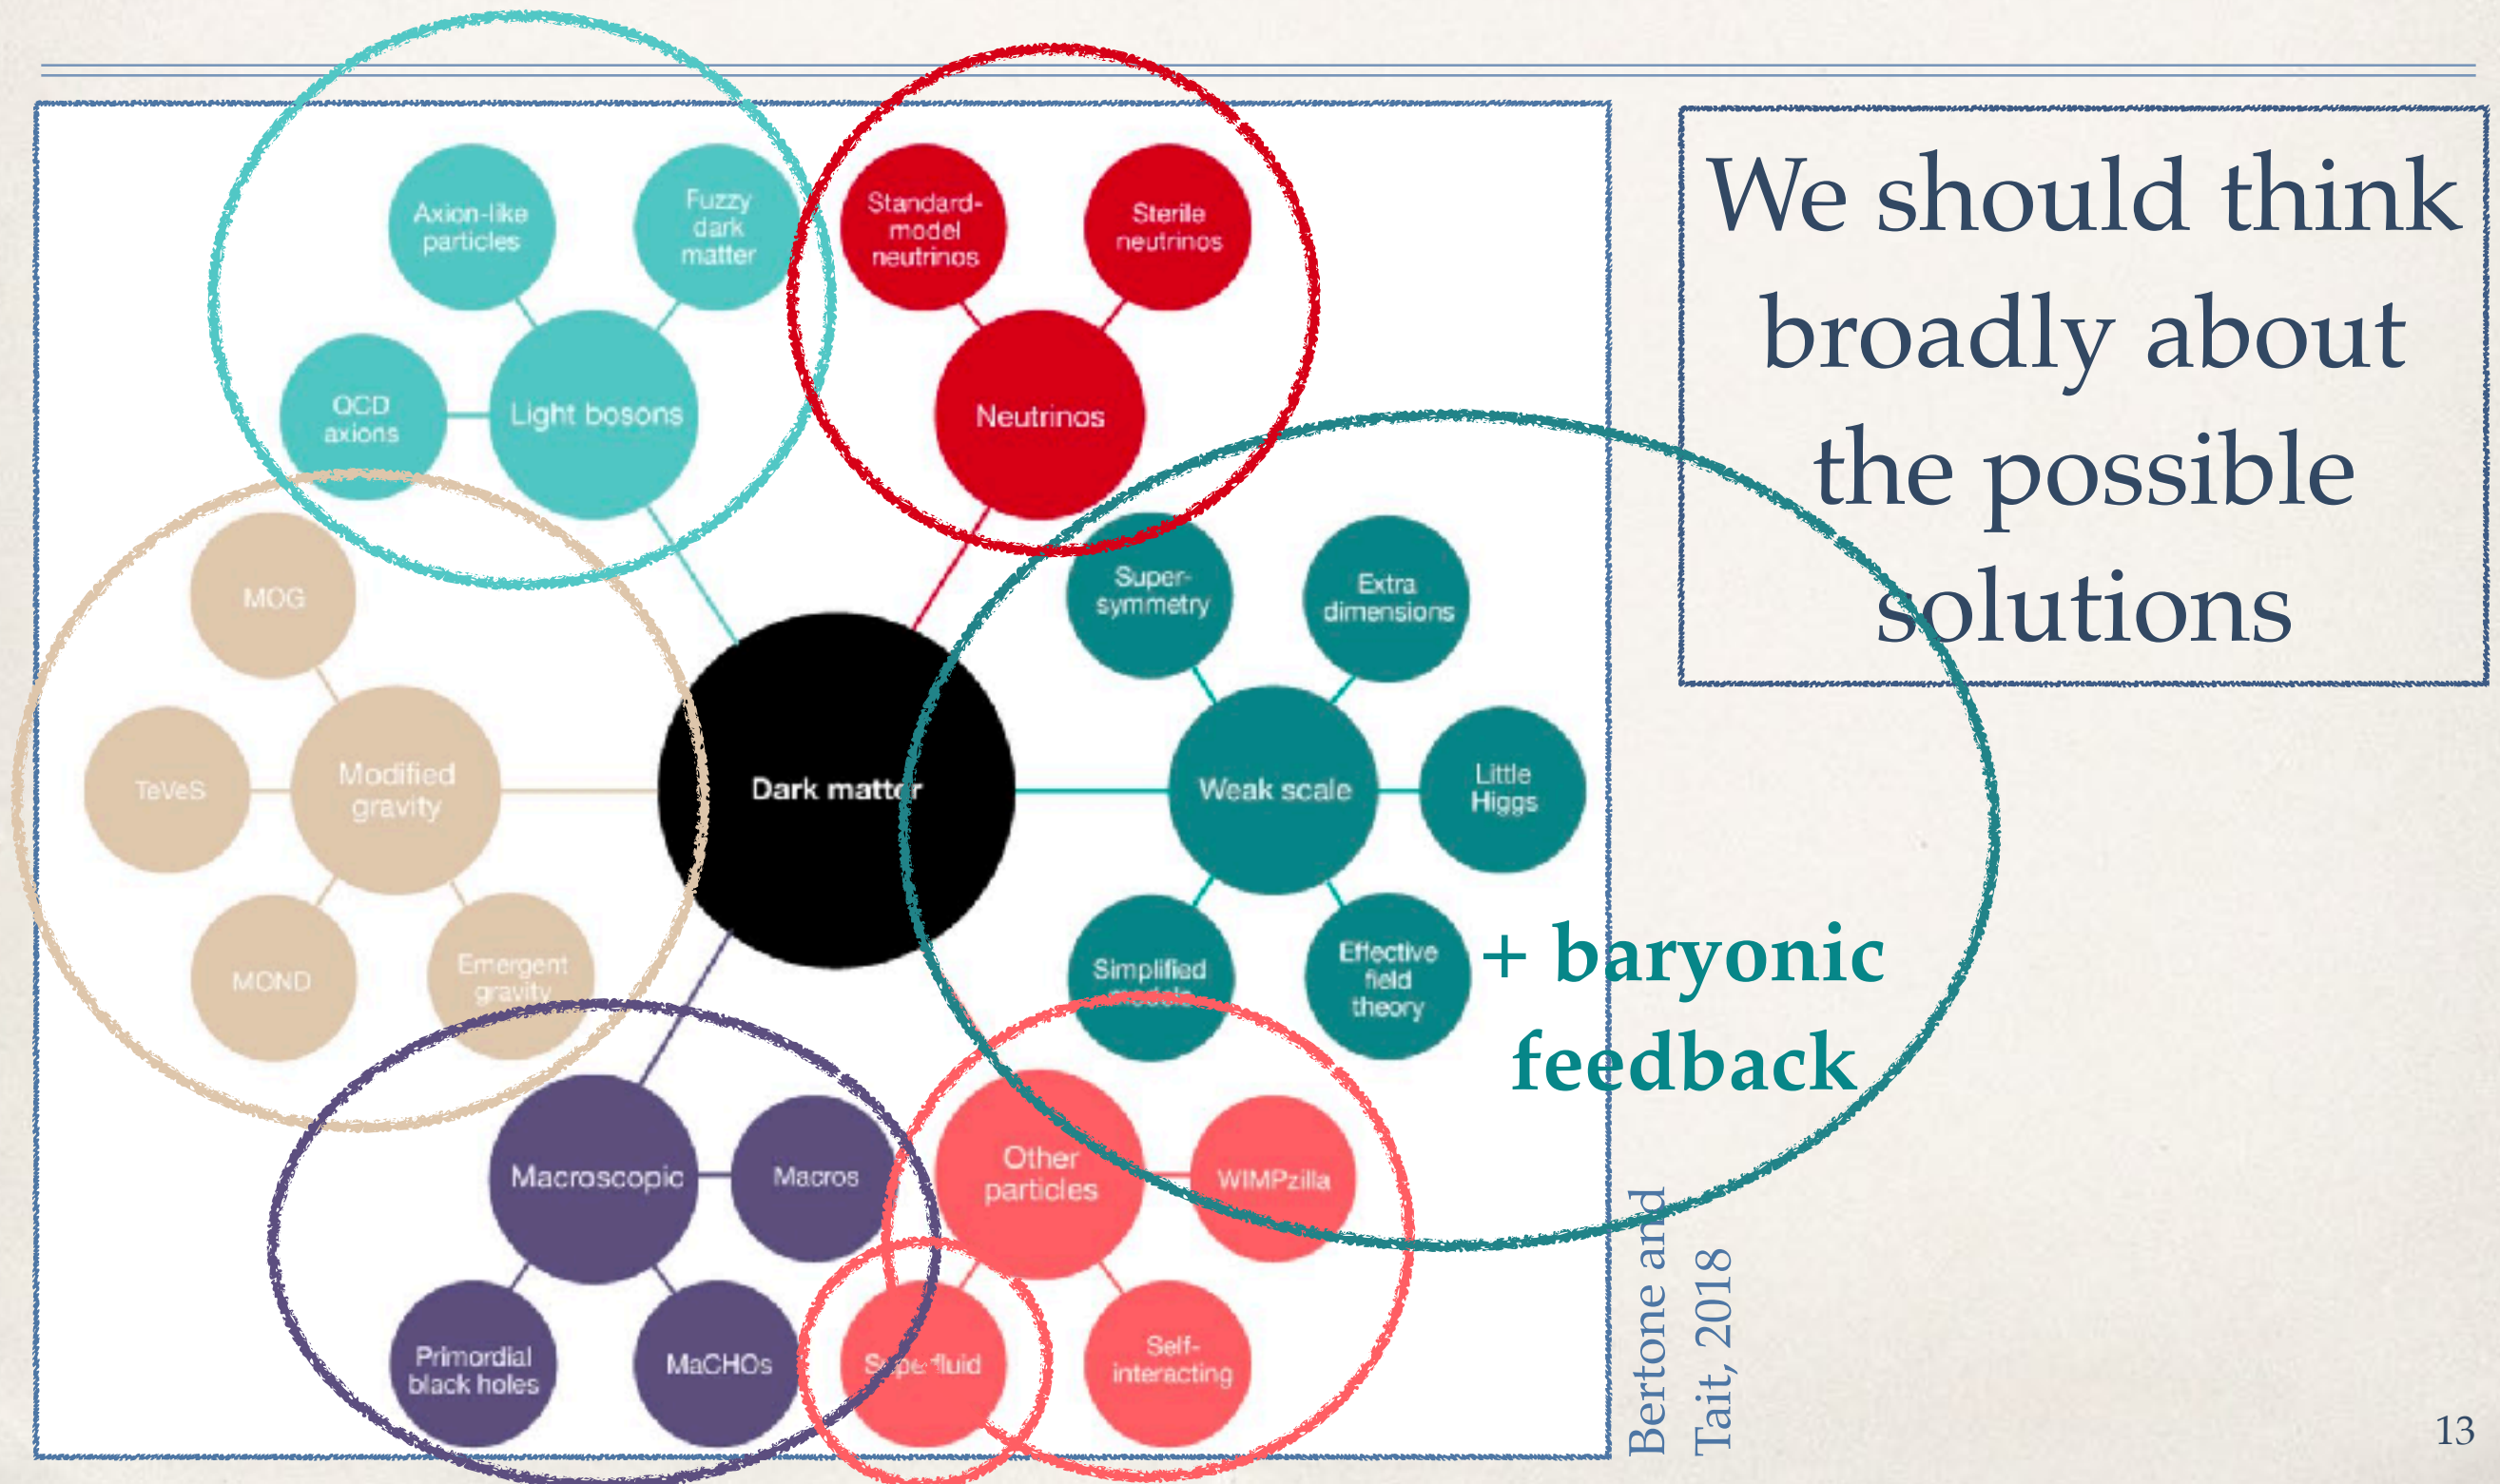 We should think
broadly about
the possible
solutions
Axion-like
particles
Fuzzy
dark
matter
QCD
axions
Light bosons
Standard-
model
neutrinos
Sterile
neutrinos
Neutrinos
MOG
TeVeS
Modified
gravity
MOND
Emergent
gravity
Dark matter
Super-
symmetry
Extra
dimensions
Weak scale
Little
Higgs
Simplified
models
Effective
field
theory
+ baryonic
feedback
Macroscopic
Macros
Primordial
black holes
MaCHOs
Other
particles
WIMPzilla
Superfluid
Self-
interacting
Bertone and
Tait, 2018
13